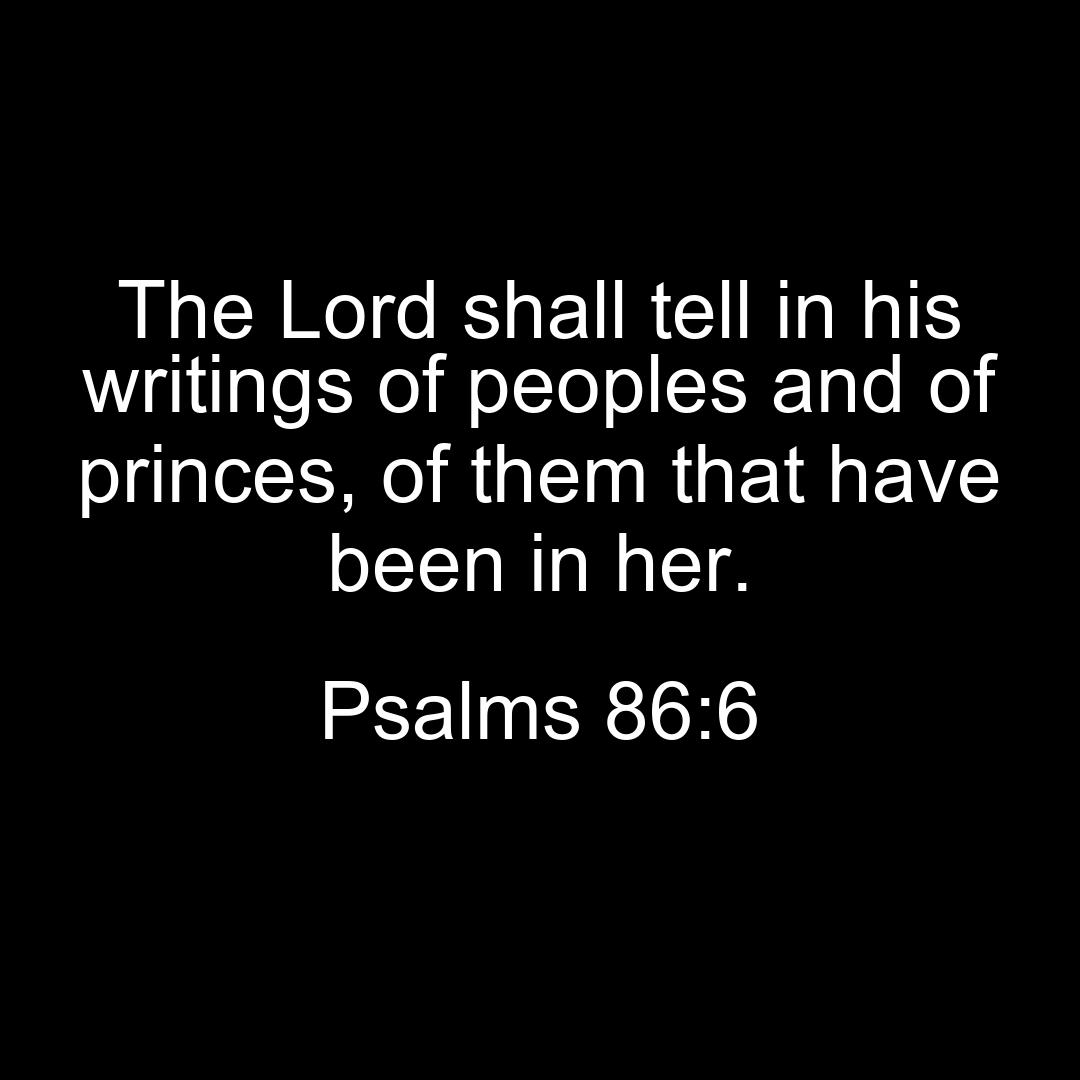 The Lord shall tell in his
writings of peoples and of
princes, of them that have
been in her.
Psalms 86:6